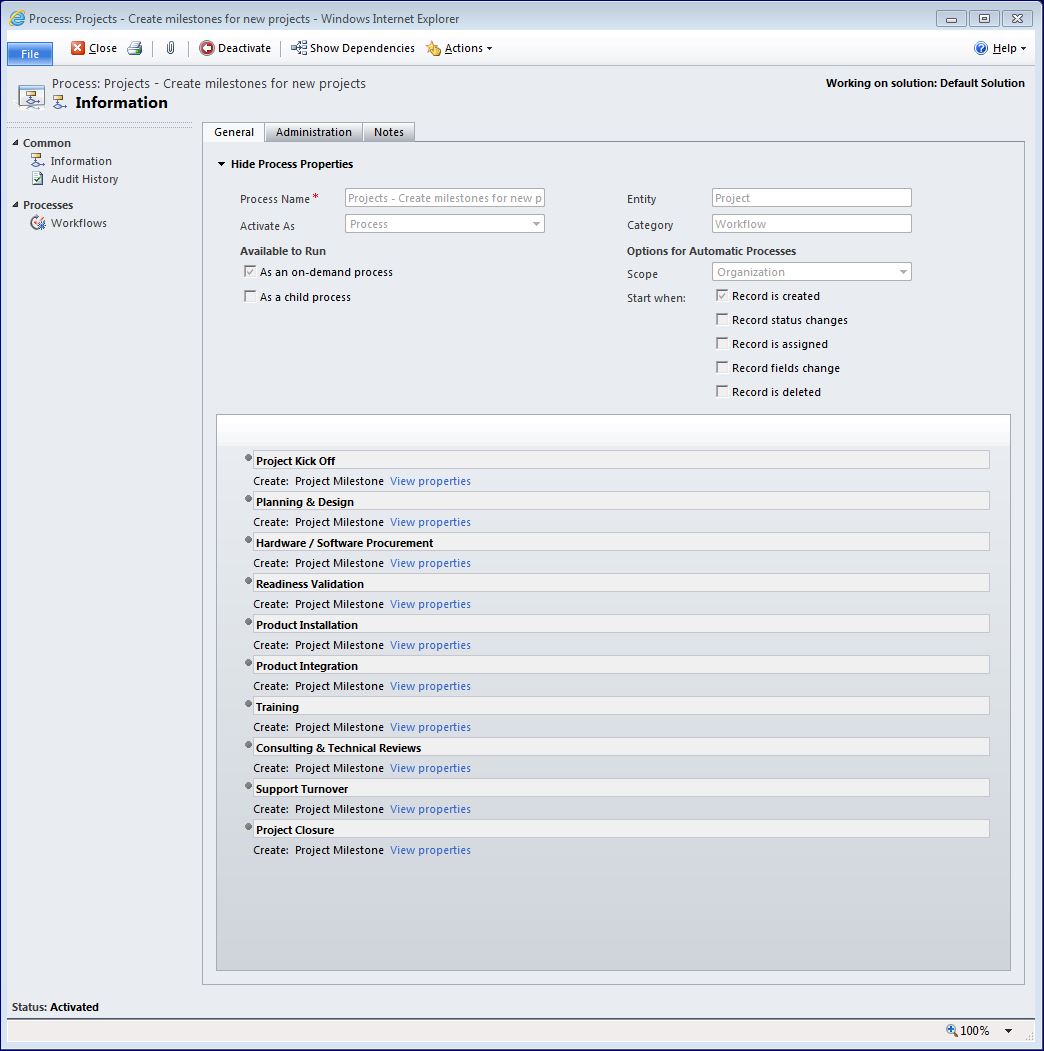 Process: Projects - Create milestones for new projects - Windows Internet Explorer
File Close Deactivate Show Dependencies Actions Help
Process: Projects - Create milestones for new projects
Information
Working on solution: Default Solution
Common
Information
Audit History
Processes
Workflows
General Administration Notes
Hide Process Properties
Process Name* Projects - Create milestones for new p
Activate As Process
Available to Run
As an on-demand process
As a child process
Entity Project
Category Workflow
Options for Automatic Processes
Scope Organization
Start when: Record is created
Record status changes
Record is assigned
Record fields change
Record is deleted
Project Kick Off
Create: Project Milestone View properties
Planning & Design
Create: Project Milestone View properties
Hardware / Software Procurement
Create: Project Milestone View properties
Readiness Validation
Create: Project Milestone View properties
Product Installation
Create: Project Milestone View properties
Product Integration
Create: Project Milestone View properties
Training
Create: Project Milestone View properties
Consulting & Technical Reviews
Create: Project Milestone View properties
Support Turnover
Create: Project Milestone View properties
Project Closure
Create: Project Milestone View properties
Status: Activated
100%